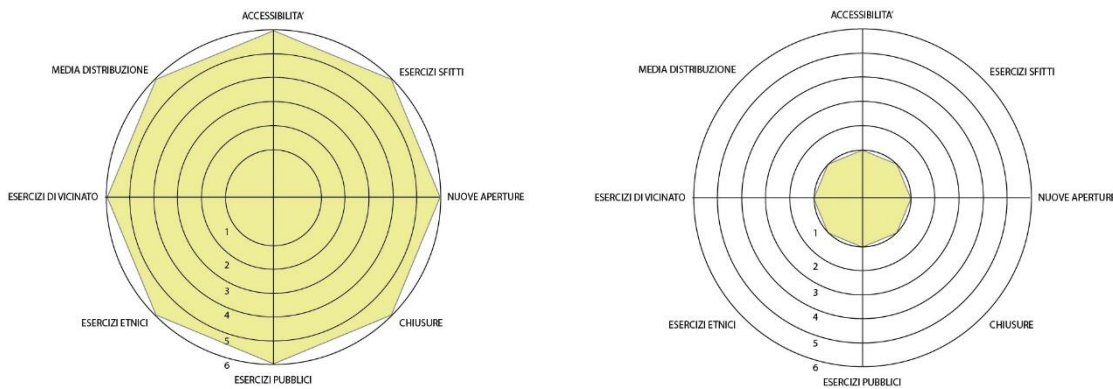 ACCESSIBILITA'
MEDIA DISTRIBUZIONE
ESERCIZI SFITTI
ESERCIZI DI VICINATO
NUOVE APERTURE
1
2
3
ESERCIZI ETNICI
4
CHIUSURE
5
6
ESERCIZI PUBBLICI
ACCESSIBILITA'
MEDIA DISTRIBUZIONE
ESERCIZI SFITTI
ESERCIZI DI VICINATO
NUOVE APERTURE
1
2
3
ESERCIZI ETNICI
4
CHIUSURE
5
6
ESERCIZI PUBBLICI